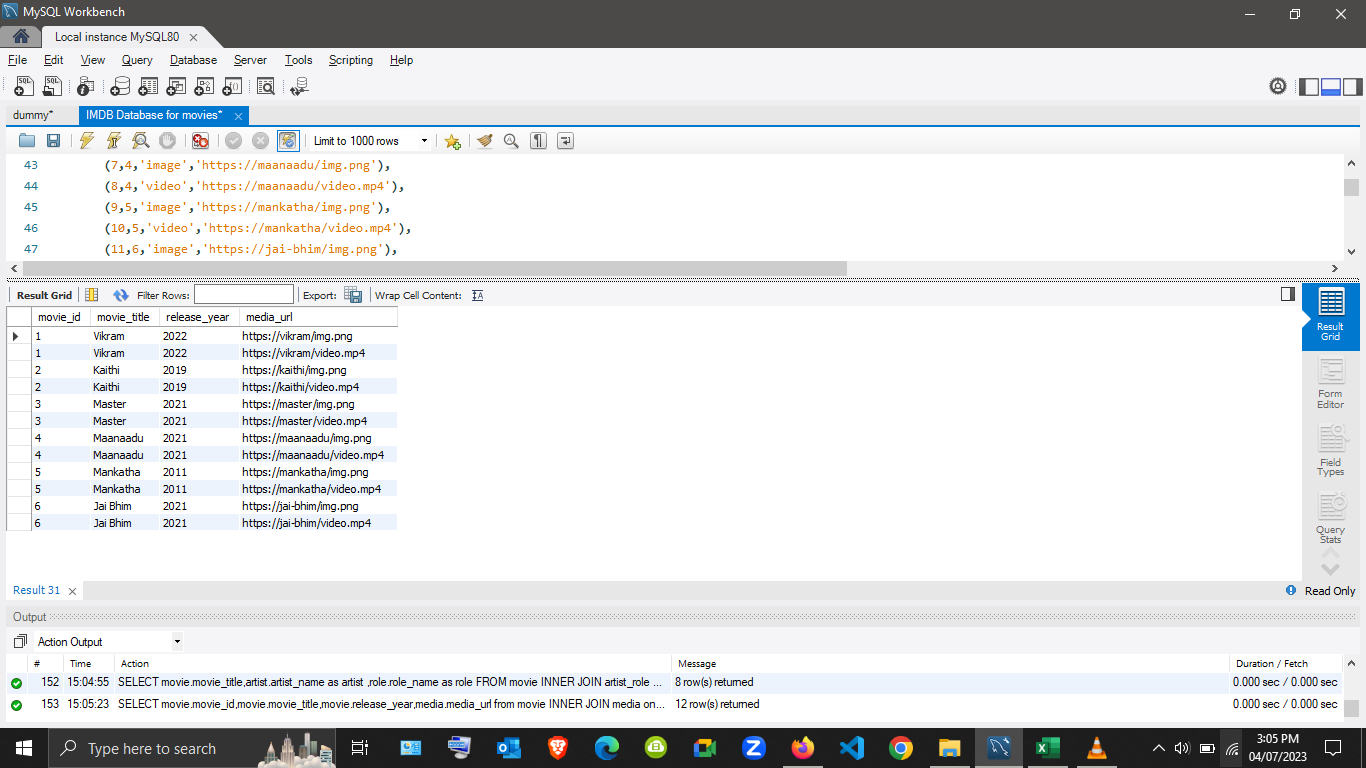 MySQL Workbench
Local instance MySQL80
File Edit View Query Database Server Tools Scripting Help
dummy* IMDB Database for movies*
Limit to 1000 rows
43 (7,4,'image','https://maanaadu/img.png'),
44 (8,4,'video','https://maanaadu/video.mp4'),
45 (9,5,'image','https://mankatha/img.png'),
46 (10,5,'video','https://mankatha/video.mp4'),
47 (11,6,'image','https://jai-bhim/img.png'),
Result Grid Filter Rows: Export: Wrap Cell Content:
movie_id movie_title release_year media_url
1 Vikram 2022 https://vikram/img.png
1 Vikram 2022 https://vikram/video.mp4
2 Kaithi 2019 https://kaithi/img.png
2 Kaithi 2019 https://kaithi/video.mp4
3 Master 2021 https://master/img.png
3 Master 2021 https://master/video.mp4
4 Maanaadu 2021 https://maanaadu/img.png
4 Maanaadu 2021 https://maanaadu/video.mp4
5 Mankatha 2011 https://mankatha/img.png
5 Mankatha 2011 https://mankatha/video.mp4
6 Jai Bhim 2021 https://jai-bhim/img.png
6 Jai Bhim 2021 https://jai-bhim/video.mp4
Result
Grid
Form
Editor
Field
Types
Query
Stats
Result 31
Read Only
Output
Action Output
# Time Action Message Duration / Fetch
152 15:04:55 SELECT movie.movie_title,artist.artist_name as artist ,role.role_name as role FROM movie INNER JOIN artist_role ... 8 row(s) returned 0.000 sec / 0.000 sec
153 15:05:23 SELECT movie.movie_id,movie.movie_title,movie.release_year,media.media_url from movie INNER JOIN media on... 12 row(s) returned 0.000 sec / 0.000 sec
Type here to search
3:05 PM
04/07/2023